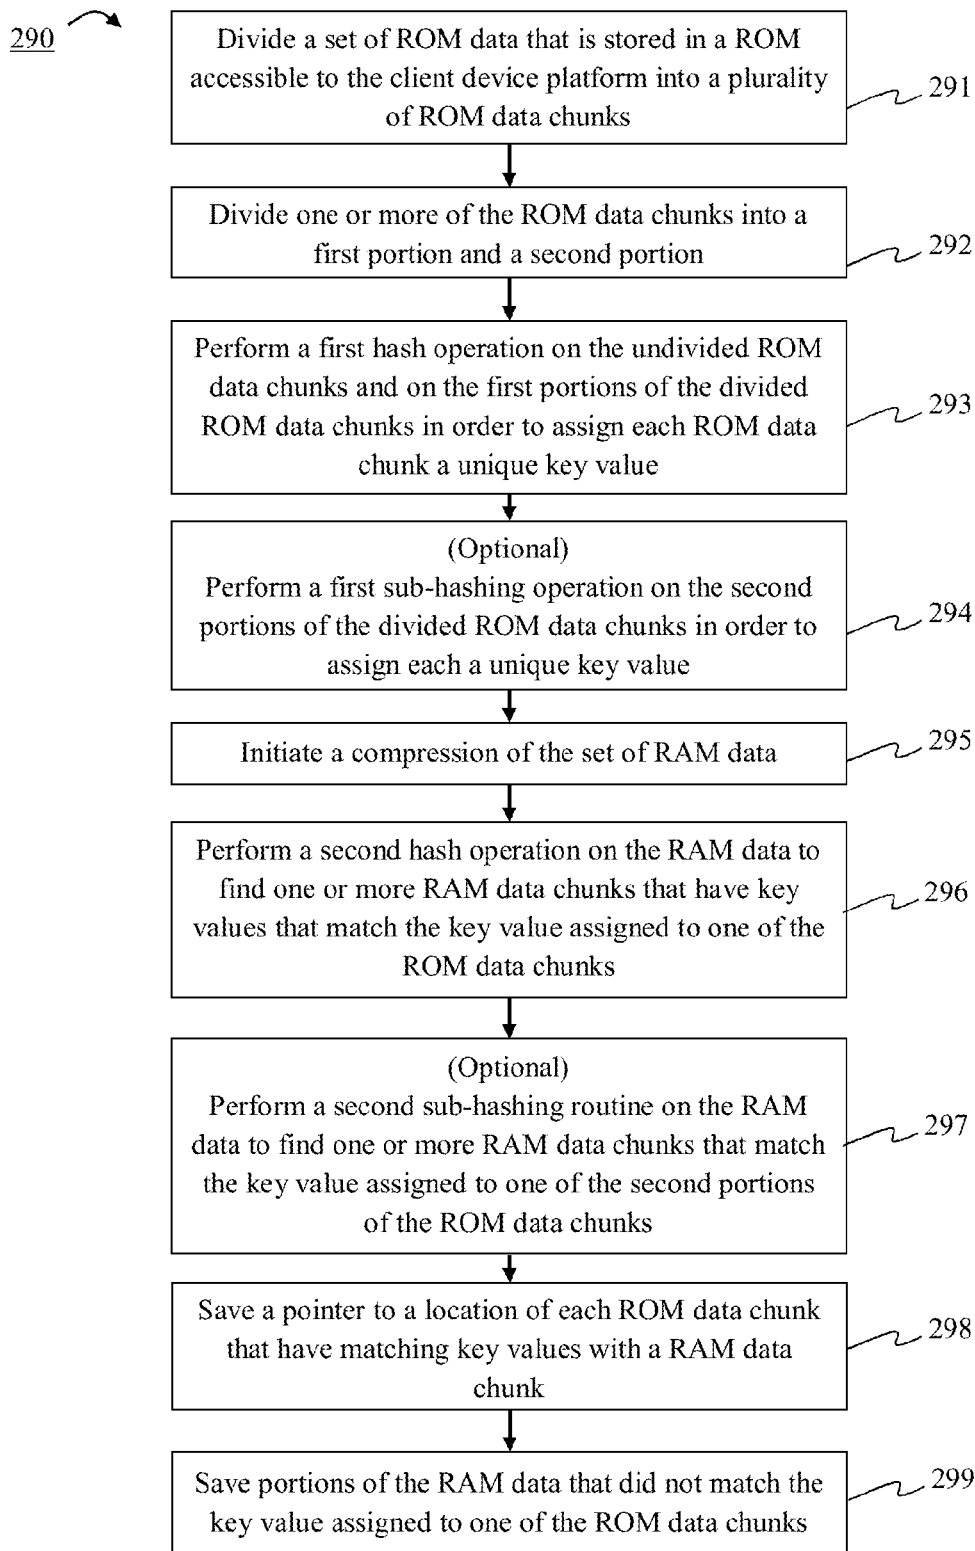 290
Divide a set of ROM data that is stored in a ROM
accessible to the client device platform into a plurality
of ROM data chunks
291
Divide one or more of the ROM data chunks into a
first portion and a second portion
292
Perform a first hash operation on the undivided ROM
data chunks and on the first portions of the divided
ROM data chunks in order to assign each ROM data
chunk a unique key value
293
(Optional)
Perform a first sub-hashing operation on the second
portions of the divided ROM data chunks in order to
assign each a unique key value
294
Initiate a compression of the set of RAM data
295
Perform a second hash operation on the RAM data to
find one or more RAM data chunks that have key
values that match the key value assigned to one of the
ROM data chunks
296
(Optional)
Perform a second sub-hashing routine on the RAM
data to find one or more RAM data chunks that match
the key value assigned to one of the second portions
of the ROM data chunks
297
Save a pointer to a location of each ROM data chunk
that have matching key values with a RAM data
chunk
298
Save portions of the RAM data that did not match the
key value assigned to one of the ROM data chunks
299